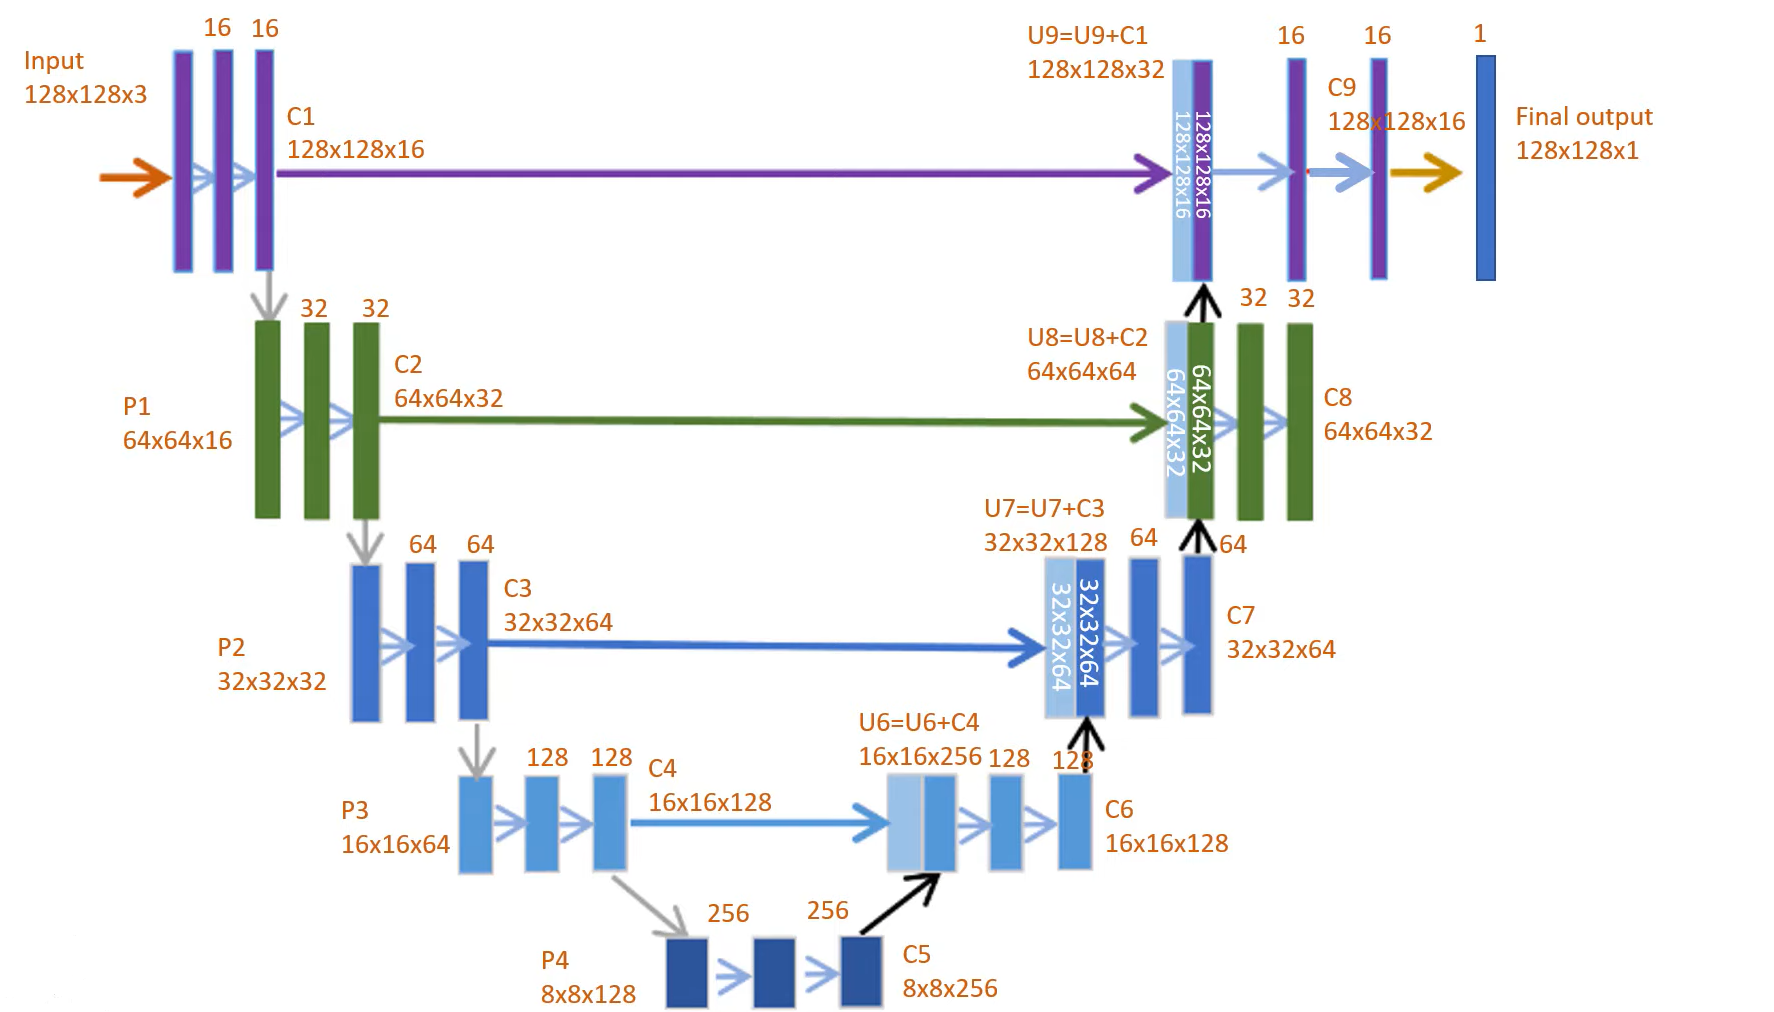 Input
128x128x3
16
16
C1
128x128x16
U9=U9+C1
128x128x32
128x128x16
128x128x16
16
C9
128x128x16
16
1
Final output
128x128x1
P1
64x64x16
32
32
C2
64x64x32
U8=U8+C2
64x64x64
64x64x32
64x64x32
32
32
C8
64x64x32
P2
32x32x32
64
64
C3
32x32x64
U7=U7+C3
32x32x128
32x32x64
32x32x64
64
64
C7
32x32x64
P3
16x16x64
128
128
C4
16x16x128
U6=U6+C4
16x16x256
128
128
C6
16x16x128
P4
8x8x128
256
256
C5
8x8x256